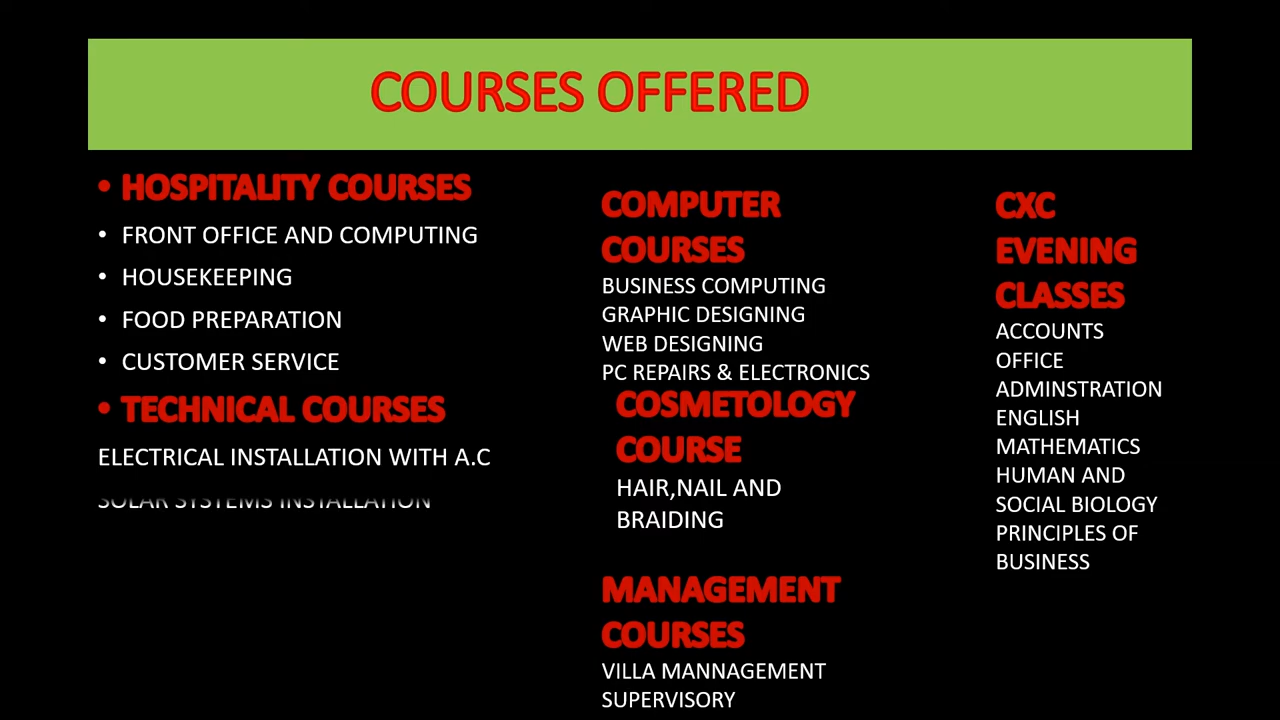 COURSES OFFERED
• HOSPITALITY COURSES
• FRONT OFFICE AND COMPUTING
• HOUSEKEEPING
• FOOD PREPARATION
• CUSTOMER SERVICE
• TECHNICAL COURSES
ELECTRICAL INSTALLATION WITH A.C
SOLAR SYSTEMS INSTALLATION
COMPUTER
COURSES
BUSINESS COMPUTING
GRAPHIC DESIGNING
WEB DESIGNING
PC REPAIRS & ELECTRONICS
COSMETOLOGY
COURSE
HAIR,NAIL AND
BRAIDING
MANAGEMENT
COURSES
VILLA MANNAGEMENT
SUPERVISORY
CXC
EVENING
CLASSES
ACCOUNTS
OFFICE
ADMINSTRATION
ENGLISH
MATHEMATICS
HUMAN AND
SOCIAL BIOLOGY
PRINCIPLES OF
BUSINESS